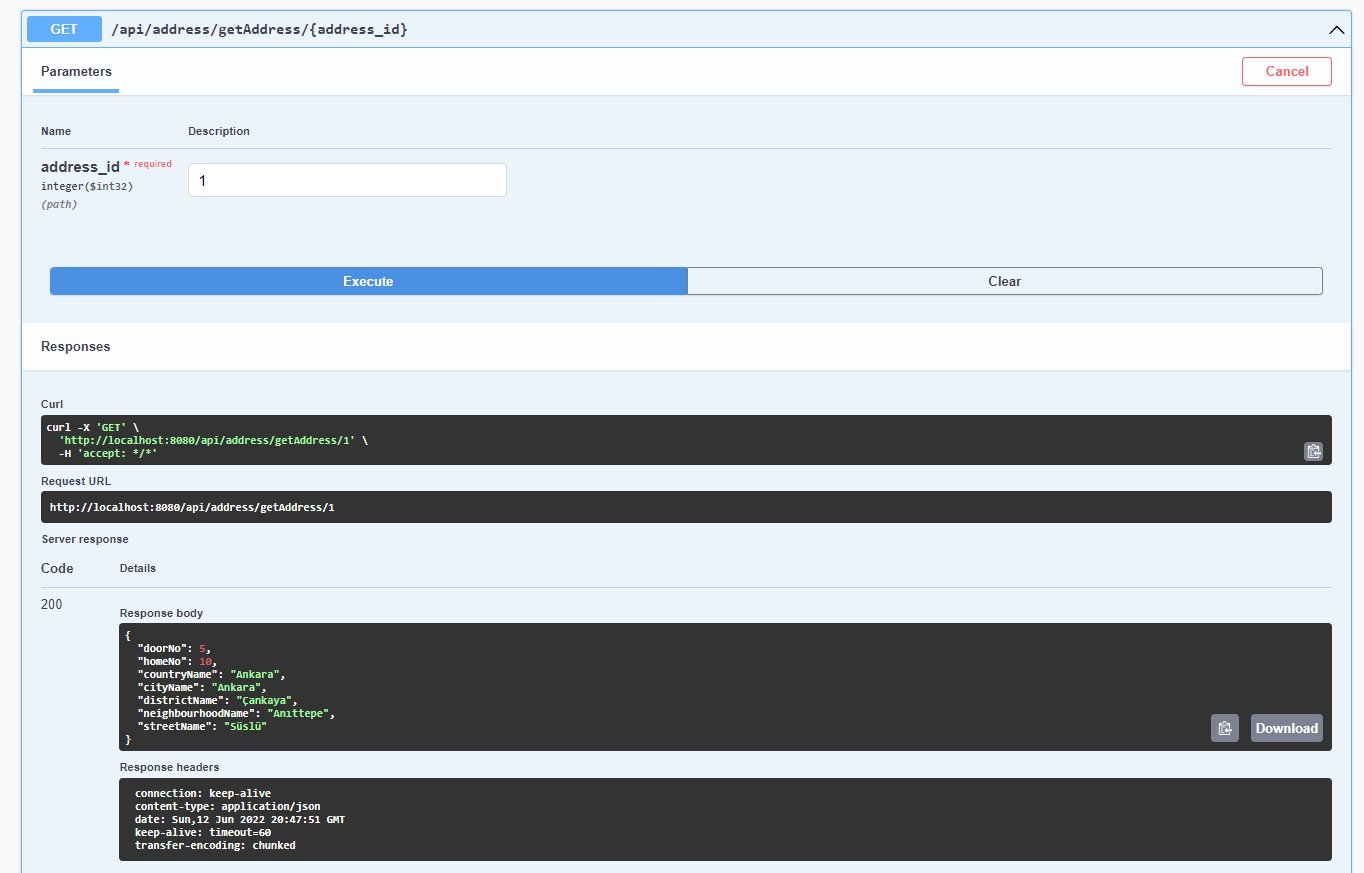 GET /api/address/getAddress/{address_id}
Parameters
Cancel
Name Description
address_id * required
integer($int32)
(path)
1
Execute
Clear
Responses
Curl
curl -X 'GET' \
'http://localhost:8080/api/address/getAddress/1' \
-H 'accept: */*'
Request URL
http://localhost:8080/api/address/getAddress/1
Server response
Code Details
200
Response body
{
"doorNo": 5,
"homeNo": 10,
"countryName": "Ankara",
"cityName": "Ankara",
"districtName": "Çankaya",
"neighbourhoodName": "Anıttepe",
"streetName": "Süslü"
}
Download
Response headers
connection: keep-alive
content-type: application/json
date: Sun,12 Jun 2022 20:47:51 GMT
keep-alive: timeout=60
transfer-encoding: chunked